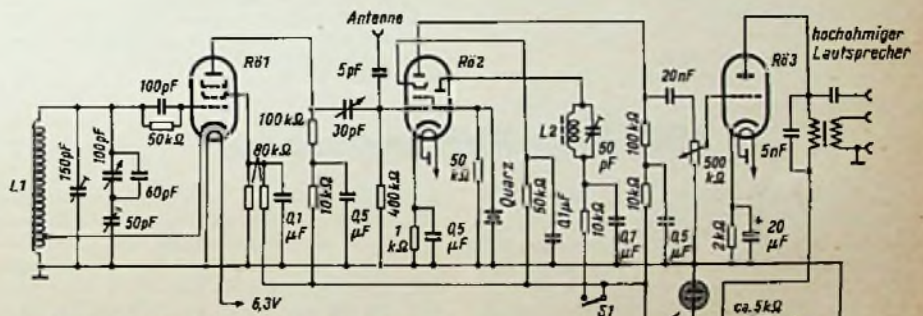 Antenne
hochohmiger
Lautsprecher
Rö1
Rö2
Rö3
5pF
20nF
100pF
50kΩ
100kΩ
30pF
L2
50
pF
100kΩ
500
kΩ
5nF
L1
150pF
100pF
60pF
50pF
80kΩ
0,1
µF
10kΩ
0,5
µF
400kΩ
1
kΩ
0,5
µF
50
kΩ
Quarz
50kΩ
0,1µF
10kΩ
0,1
µF
10kΩ
0,5
µF
2kΩ
+
20
µF
6,3V
S1
ca. 5kΩ